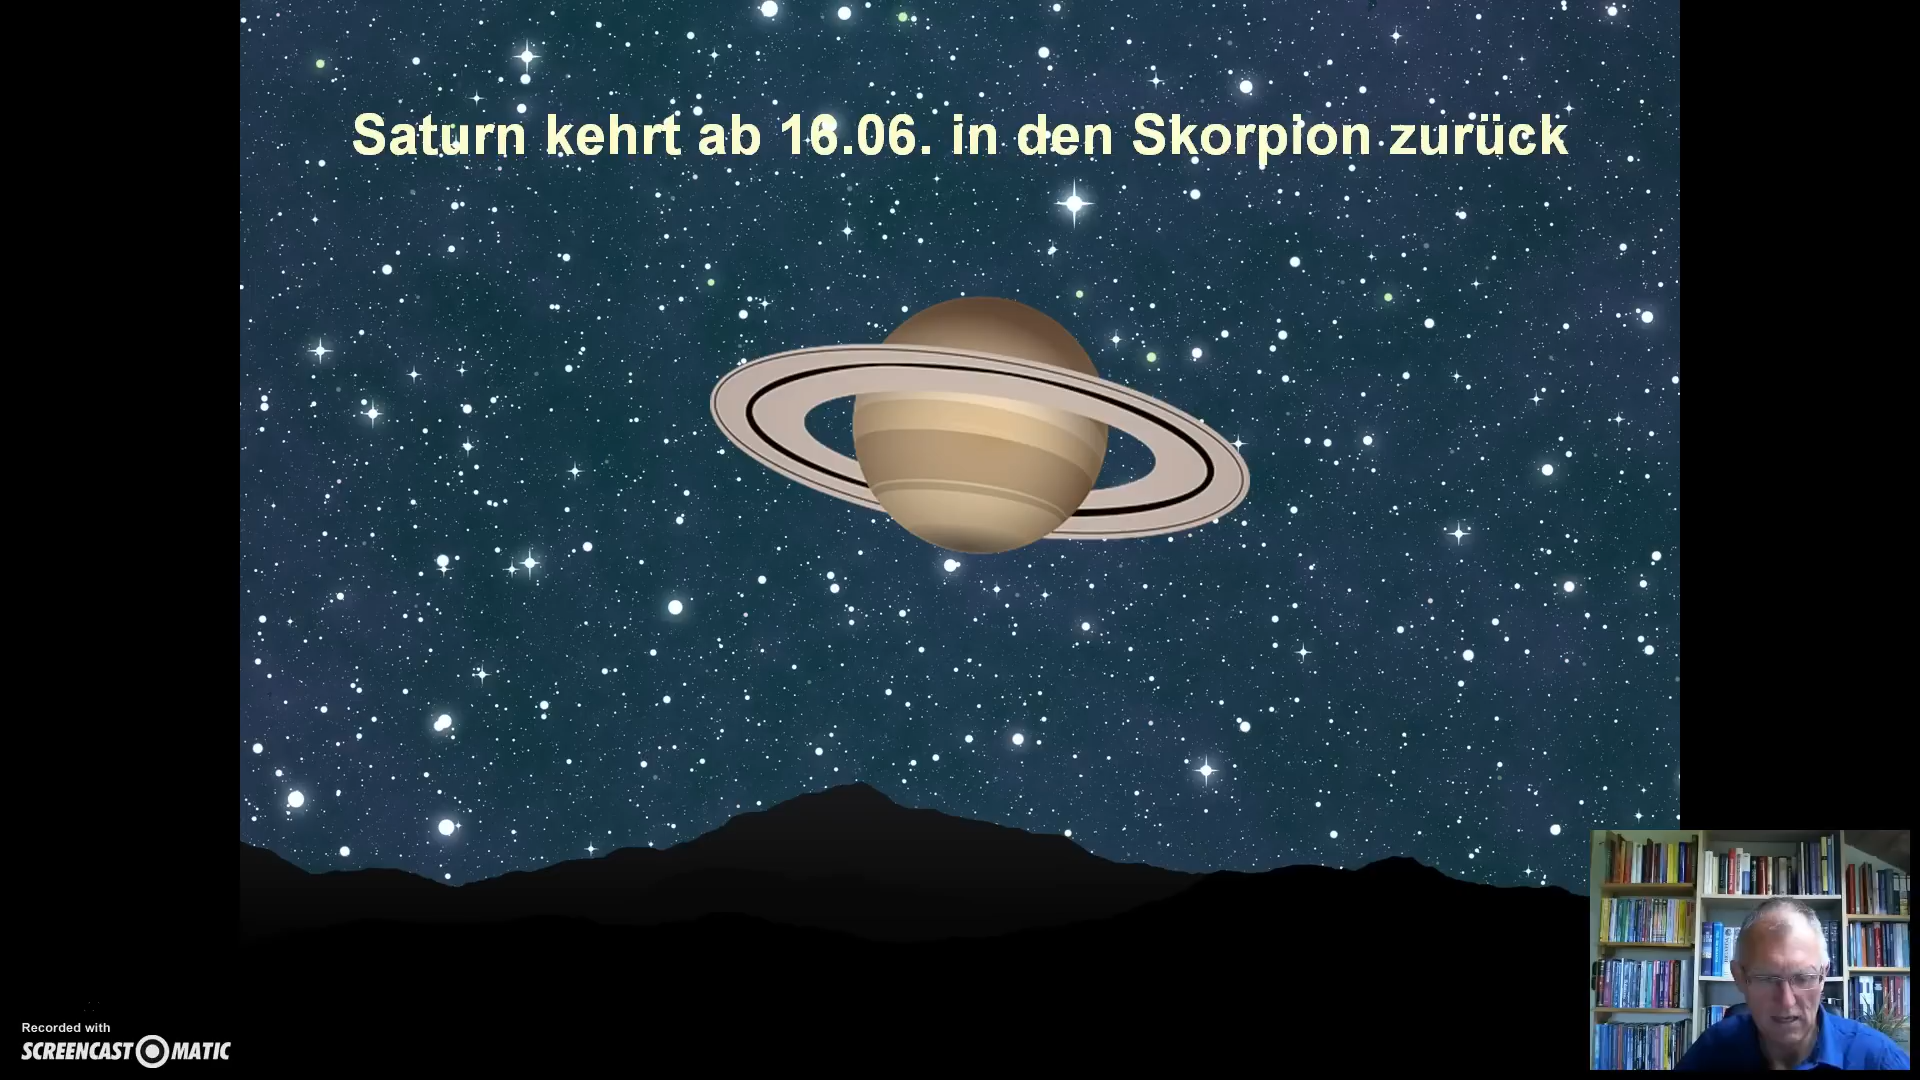 Saturn kehrt ab 16.06. in den Skorpion zurück
Recorded with
SCREENCAST MATIC